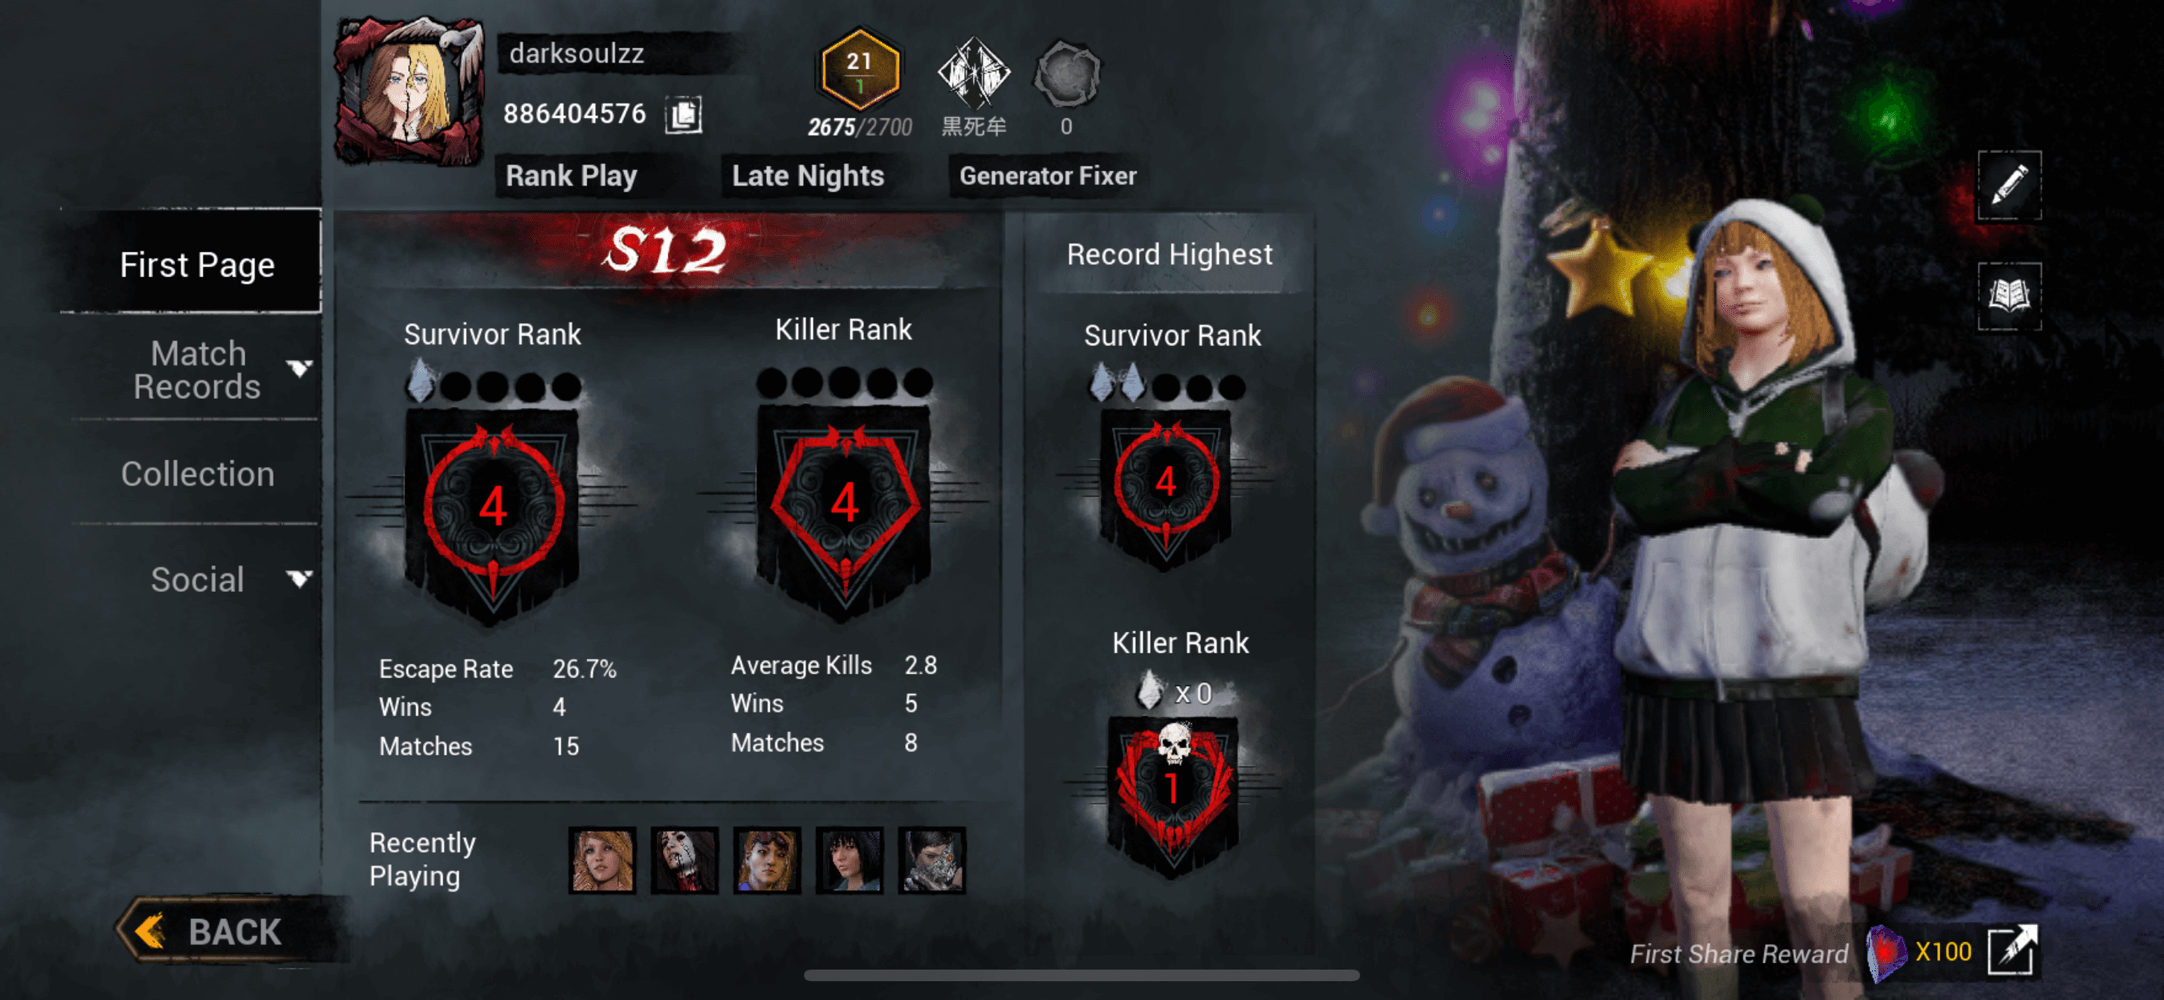 darksoulzz
886404576
21
1
2675/2700
黒死牟
0
Rank Play
Late Nights
Generator Fixer
First Page
Match
Records
Collection
Social
BACK
S12
Survivor Rank
4
Escape Rate 26.7%
Wins 4
Matches 15
Killer Rank
4
Average Kills 2.8
Wins 5
Matches 8
Recently
Playing
Record Highest
Survivor Rank
4
Killer Rank
x 0
1
First Share Reward X100